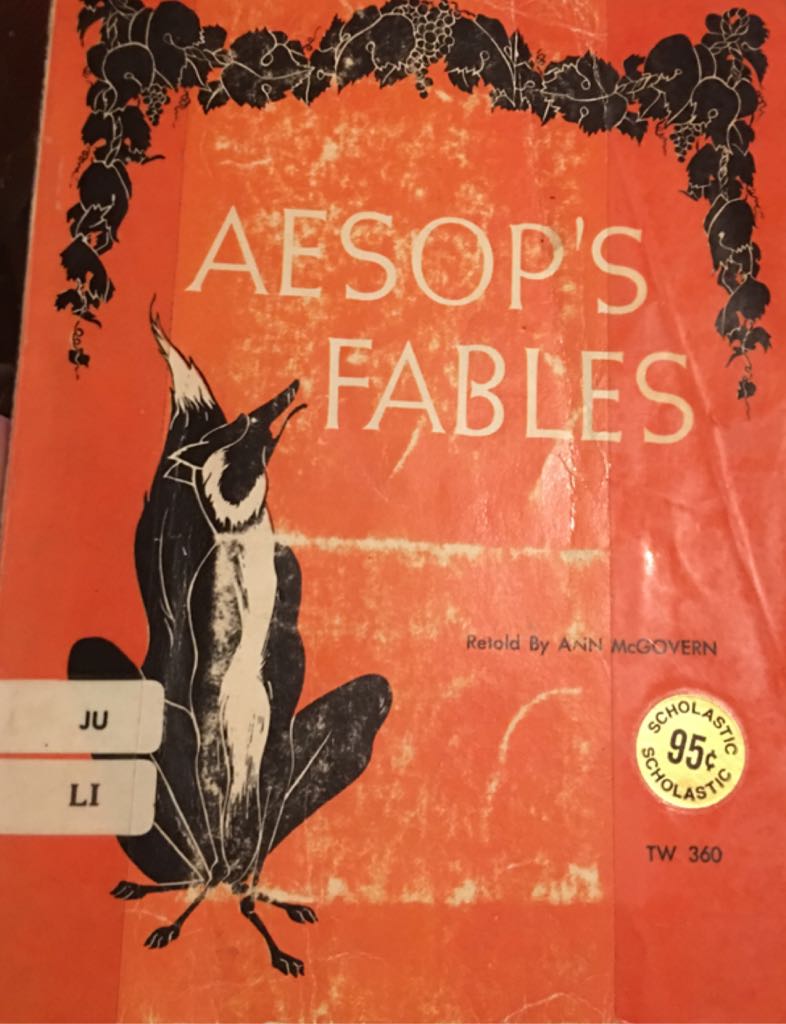 AESOP'S
FABLES
Retold By ANN McGOVERN
JU
LI
SCHOLASTIC
95¢
SCHOLASTIC
TW 360